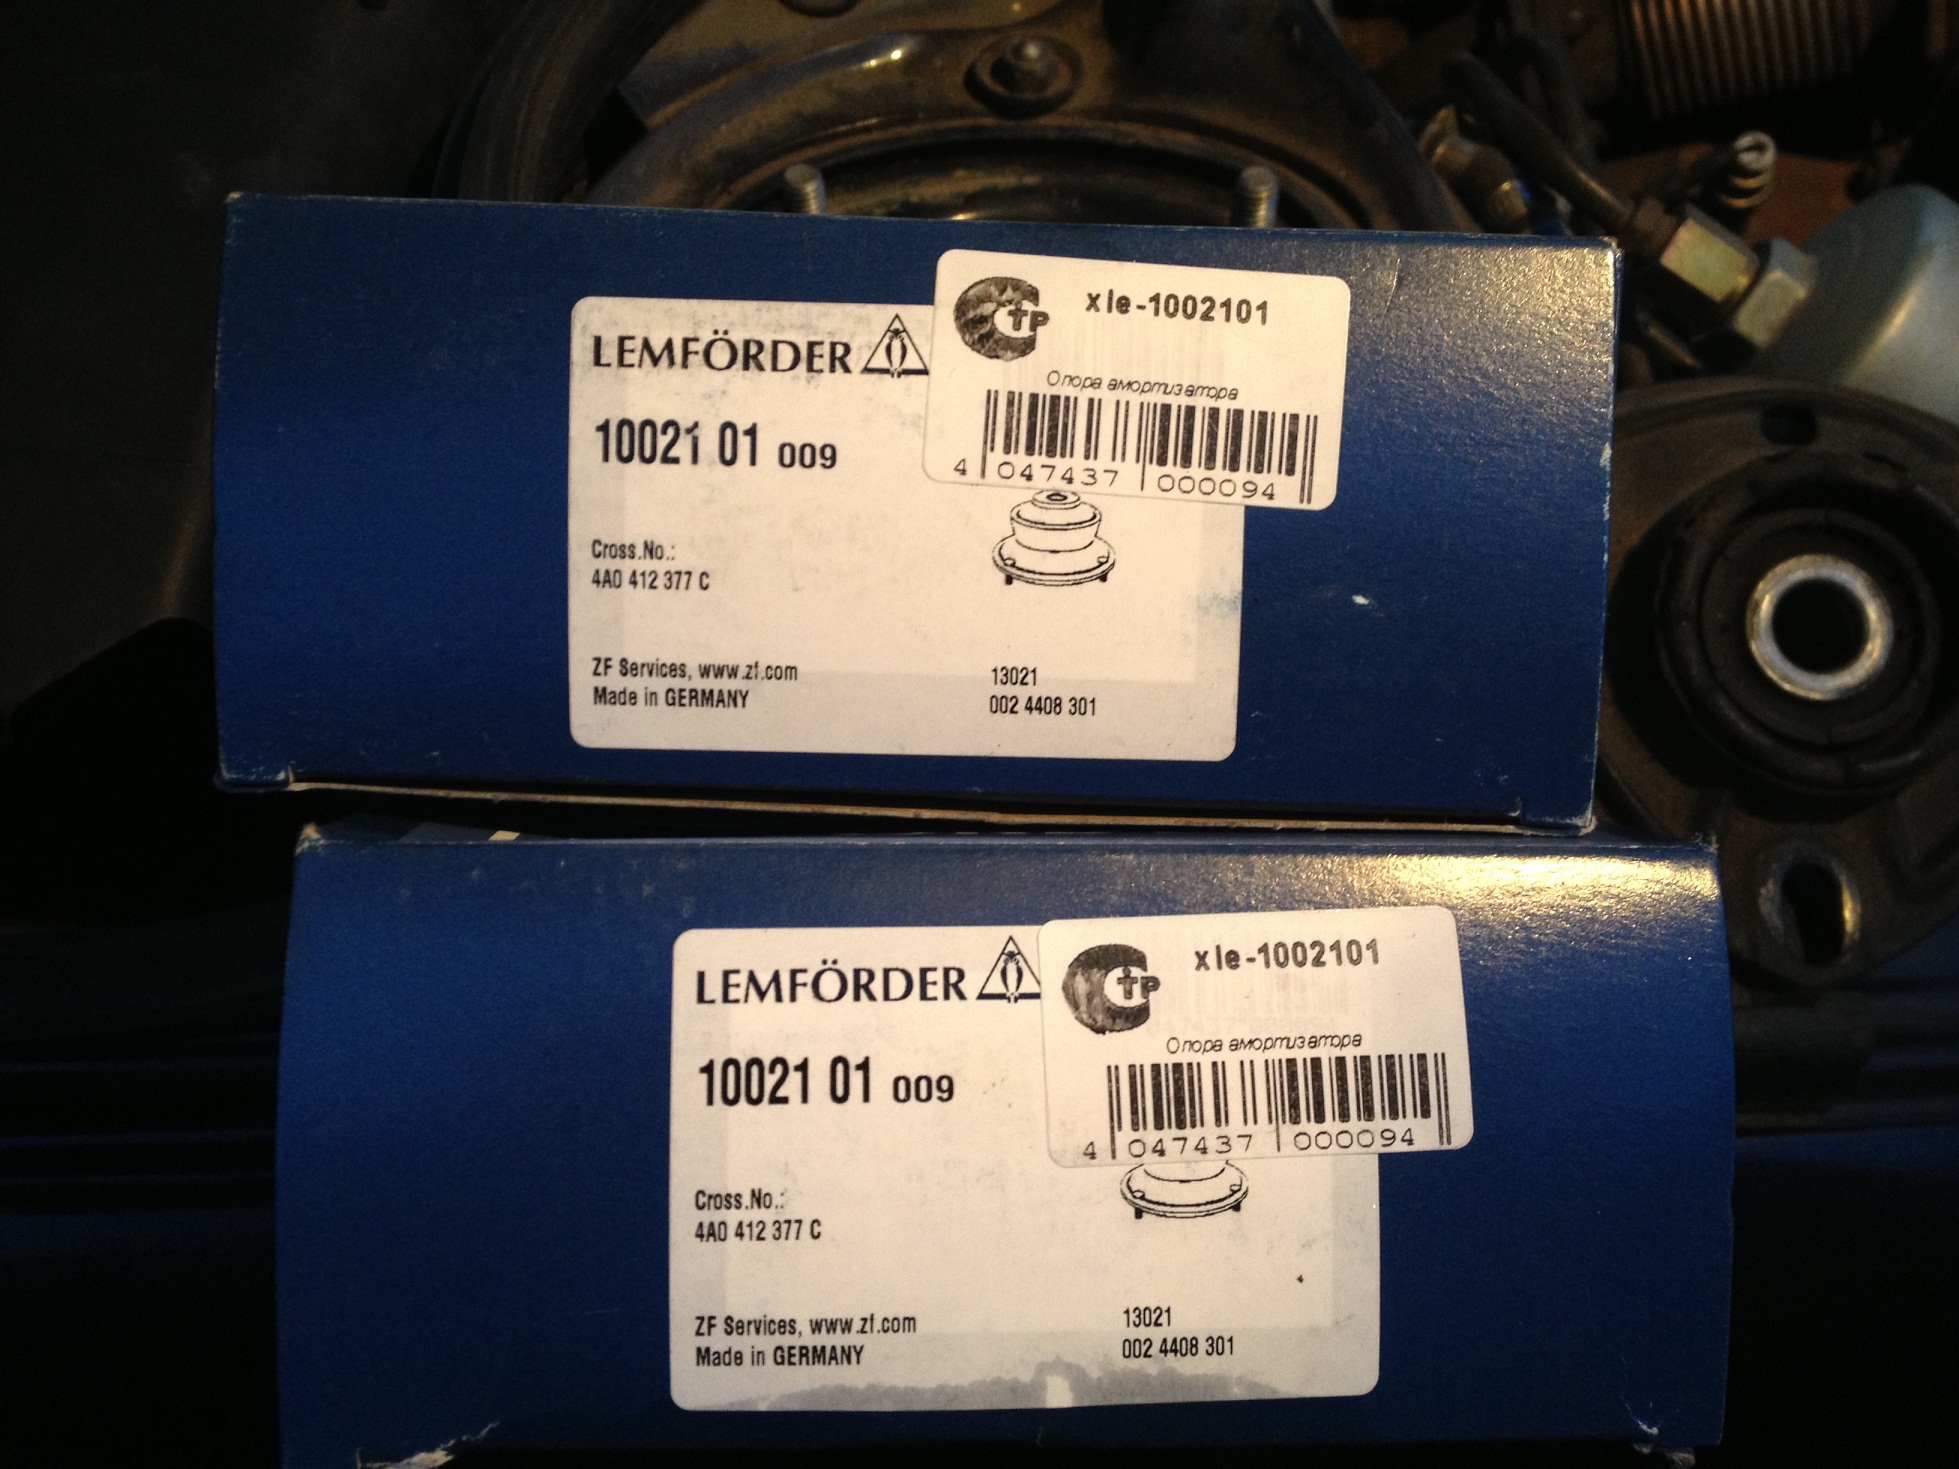 LEMFÖRDER
10021 01 009
Cross.No.:
4A0 412 377 C
ZF Services, www.zf.com
Made in GERMANY
13021
002 4408 301
СТР
xle-1002101
Опора амортизатора
4 047437 000094
LEMFÖRDER
10021 01 009
Cross.No.:
4A0 412 377 C
ZF Services, www.zf.com
Made in GERMANY
13021
002 4408 301
СТР
xle-1002101
Опора амортизатора
4 047437 000094